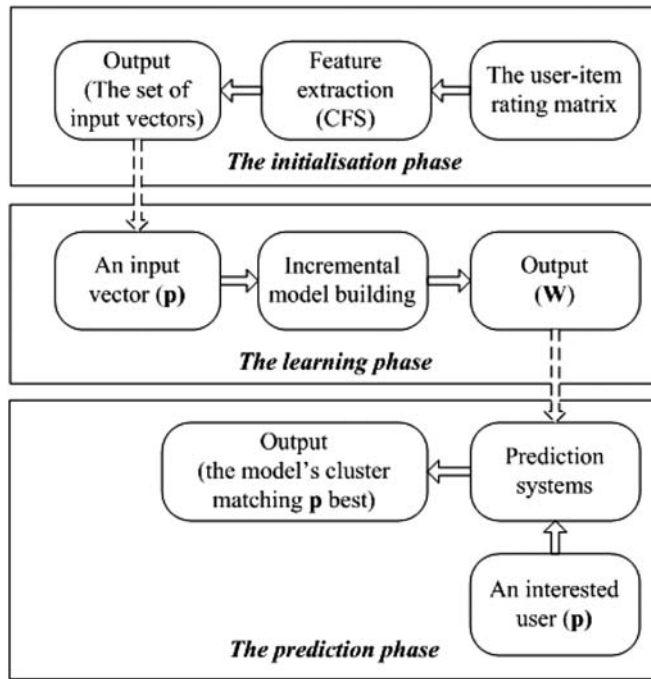 Output
(The set of
input vectors)
Feature
extraction
(CFS)
The user-item
rating matrix
The initialisation phase
An input
vector (p)
Incremental
model building
Output
(W)
The learning phase
Output
(the model's cluster
matching p best)
Prediction
systems
An interested
user (p)
The prediction phase